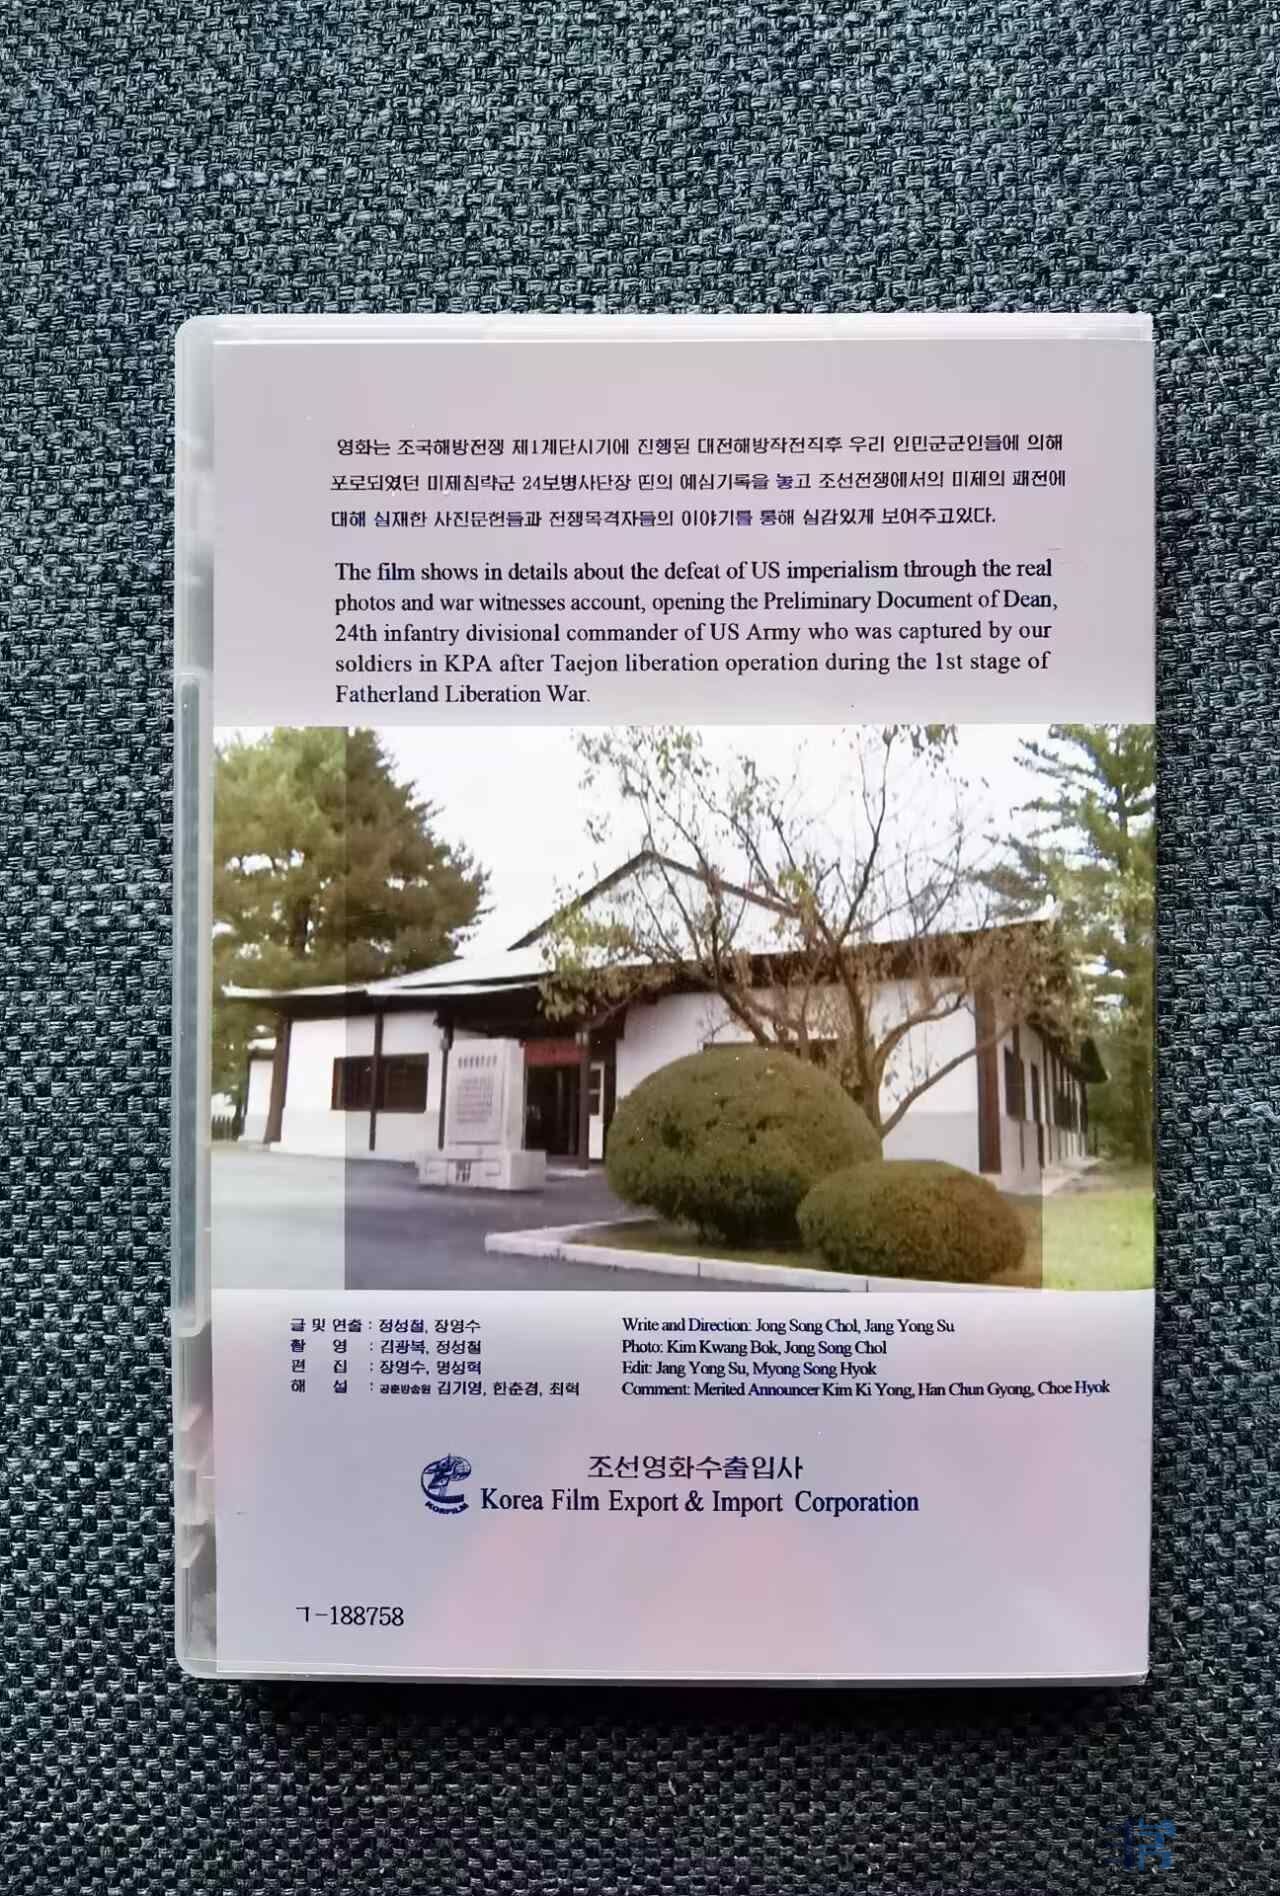 영화는 조국해방전쟁 제1계단시기에 진행된 대전해방작전직후 우리 인민군군인들에 의해
포로되였던 미제침략군 24보병사단장 띤의 예심기록을 놓고 조선전쟁에서의 미제의 패전에
대해 실재한 사진문헌들과 전쟁목격자들의 이야기를 통해 실감있게 보여주고있다.
The film shows in details about the defeat of US imperialism through the real
photos and war witnesses account, opening the Preliminary Document of Dean,
24th infantry divisional commander of US Army who was captured by our
soldiers in KPA after Taejon liberation operation during the 1st stage of
Fatherland Liberation War.
글 및 연출 : 정성철, 장영수
촬 영 : 김광복, 정성철
편 집 : 장영수, 명성혁
해 설 : 공훈방송원 김기영, 한춘경, 최혁
Write and Direction: Jong Song Chol, Jang Yong Su
Photo: Kim Kwang Bok, Jong Song Chol
Edit: Jang Yong Su, Myong Song Hyok
Comment: Merited Announcer Kim Ki Yong, Han Chun Gyong, Choe Hyok
KORFILM
조선영화수출입사
Korea Film Export & Import Corporation
ㄱ-188758